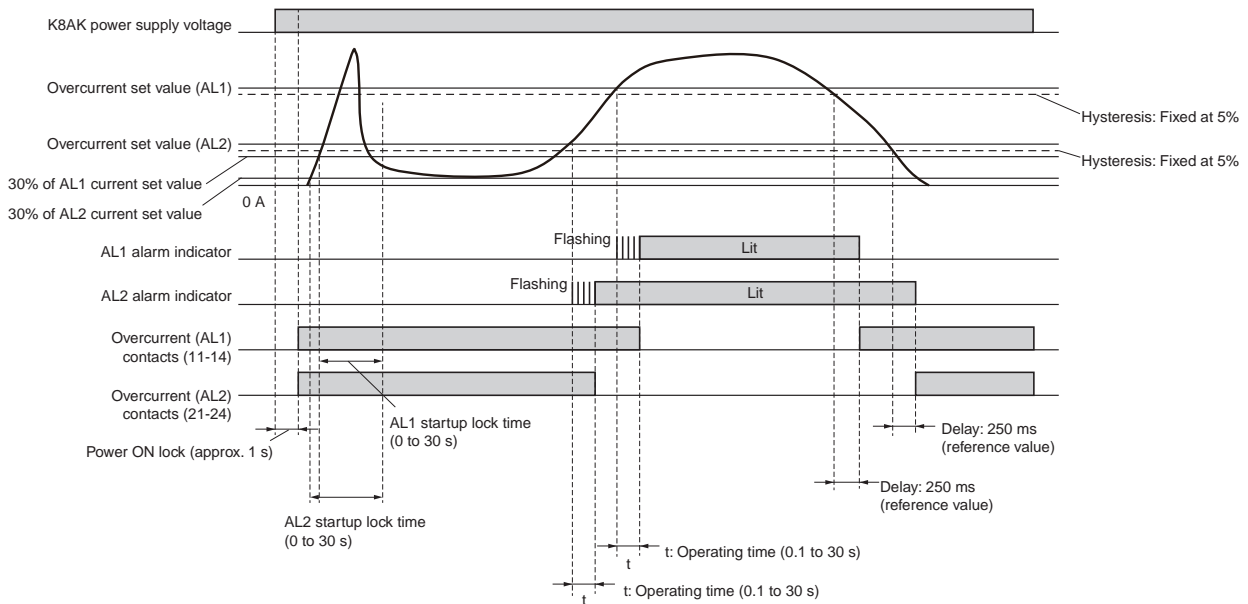 K8AK power supply voltage
Overcurrent set value (AL1)
Hysteresis: Fixed at 5%
Overcurrent set value (AL2)
Hysteresis: Fixed at 5%
30% of AL1 current set value
0 A
30% of AL2 current set value
Flashing
Lit
AL1 alarm indicator
Flashing
Lit
AL2 alarm indicator
Overcurrent (AL1)
contacts (11-14)
Overcurrent (AL2)
contacts (21-24)
AL1 startup lock time
(0 to 30 s)
Delay: 250 ms
(reference value)
Power ON lock (approx. 1 s)
Delay: 250 ms
(reference value)
AL2 startup lock time
(0 to 30 s)
t: Operating time (0.1 to 30 s)
t
t: Operating time (0.1 to 30 s)
t